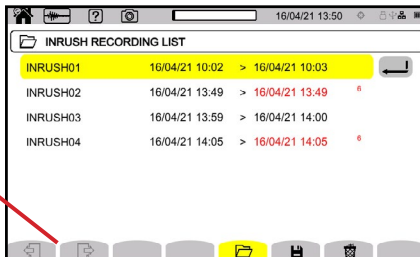 ? 16/04/21 13:50
INRUSH RECORDING LIST
INRUSH01 16/04/21 10:02 > 16/04/21 10:03
INRUSH02 16/04/21 13:49 > 16/04/21 13:49 6
INRUSH03 16/04/21 13:59 > 16/04/21 14:00
INRUSH04 16/04/21 14:05 > 16/04/21 14:05 6